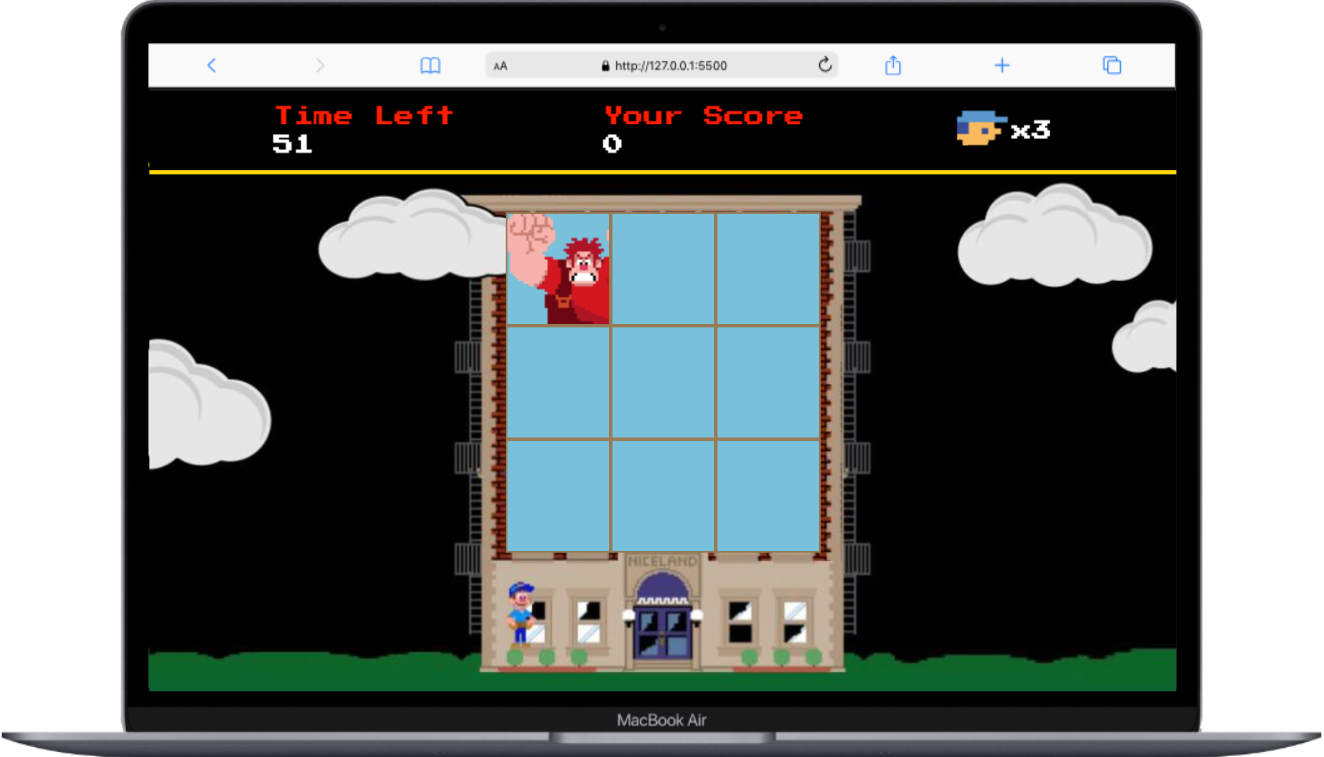 AA
http://127.0.0.1:5500
Time Left
Your Score
51
0
x3
NICELAND
MacBook Air